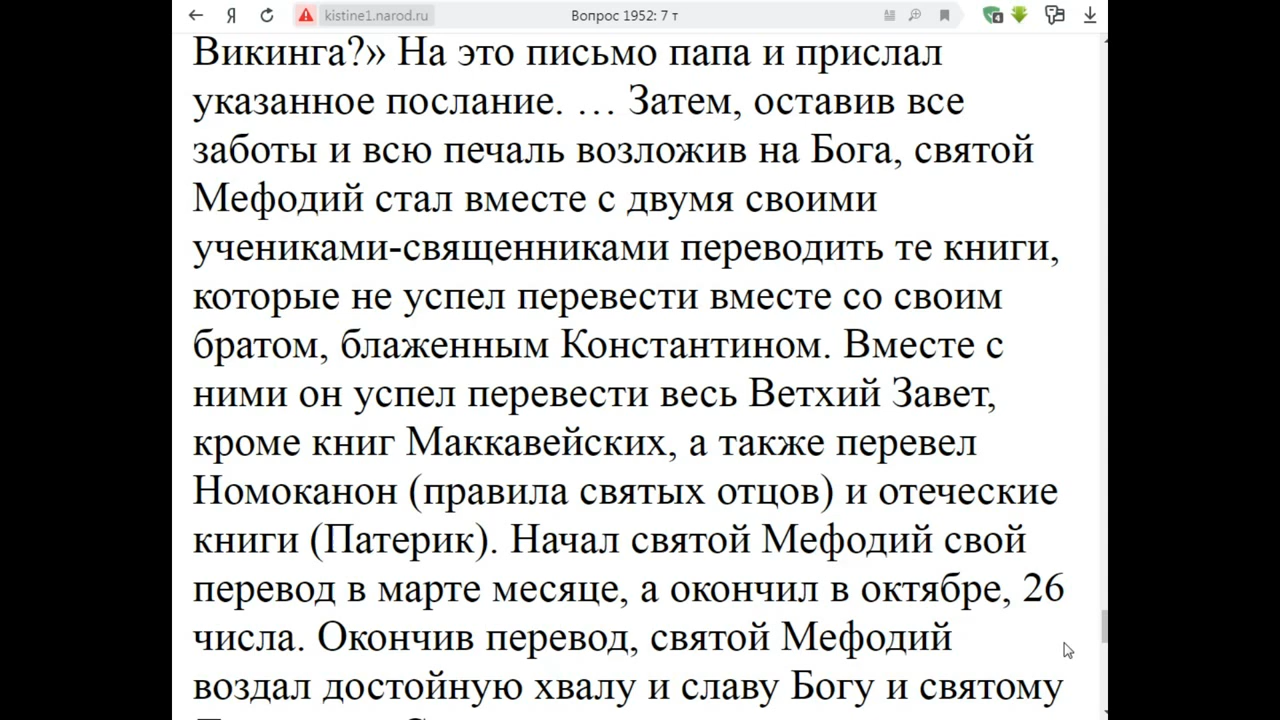 Я kistine1.narod.ru Вопрос 1952: 7 т 4
Викинга?» На это письмо папа и прислал
указанное послание. … Затем, оставив все
заботы и всю печаль возложив на Бога, святой
Мефодий стал вместе с двумя своими
учениками-священниками переводить те книги,
которые не успел перевести вместе со своим
братом, блаженным Константином. Вместе с
ними он успел перевести весь Ветхий Завет,
кроме книг Маккавейских, а также перевел
Номоканон (правила святых отцов) и отеческие
книги (Патерик). Начал святой Мефодий свой
перевод в марте месяце, а окончил в октябре, 26
числа. Окончив перевод, святой Мефодий
воздал достойную хвалу и славу Богу и святому